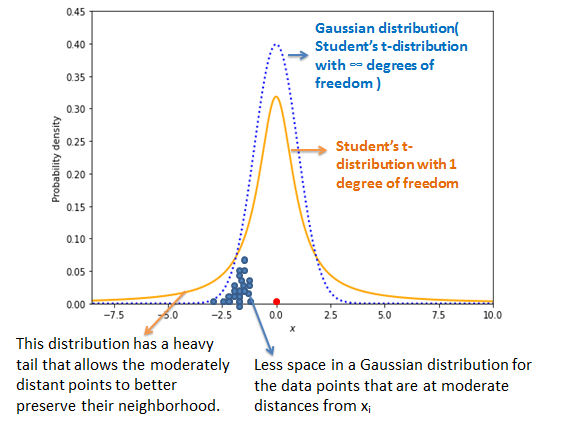 0.45
0.40
0.35
0.30
0.25
0.20
0.15
0.10
0.05
0.00
Probability density
−7.5
−5.0
−2.5
0.0
2.5
5.0
7.5
10.0
x
Gaussian distribution(
Student's t-distribution
with ∞ degrees of
freedom )
Student's t-
distribution with 1
degree of freedom
This distribution has a heavy
tail that allows the moderately
distant points to better
preserve their neighborhood.
Less space in a Gaussian distribution for
the data points that are at moderate
distances from xᵢ